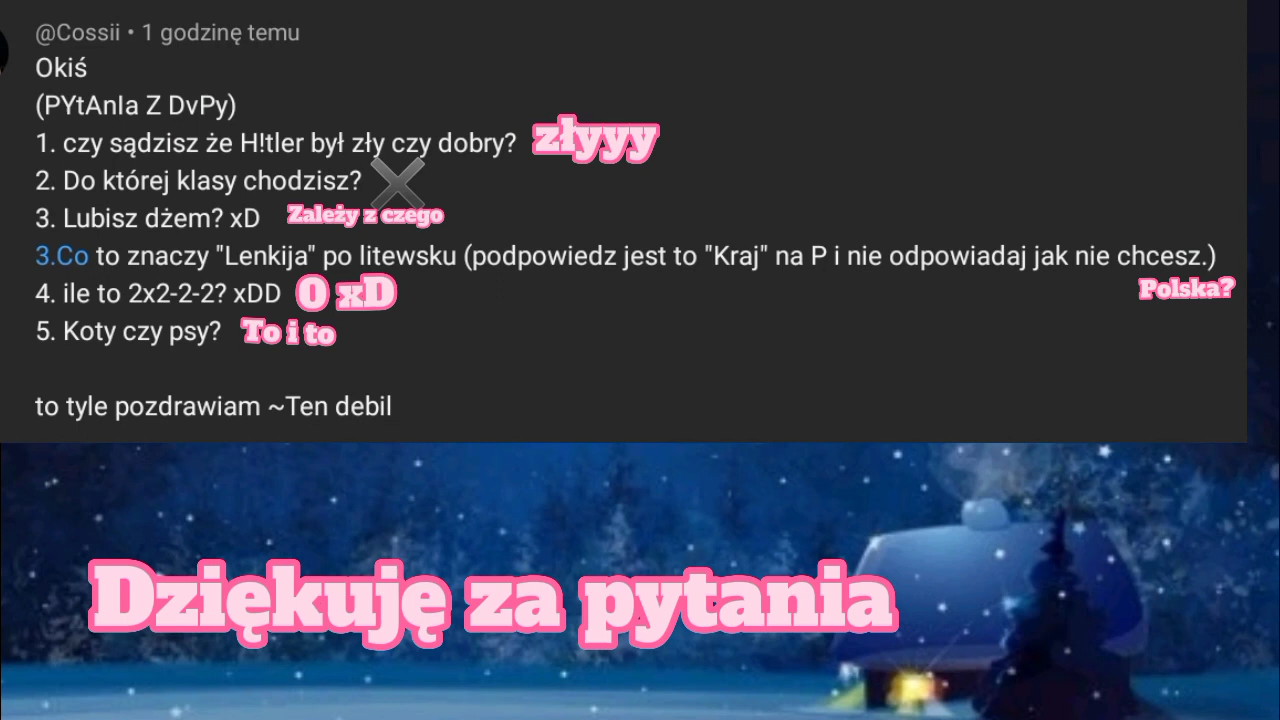 @Cossii • 1 godzinę temu
Okiś
(PYtAnIa Z DvPy)
1. czy sądzisz że H!tler był zły czy dobry? złyyy
2. Do której klasy chodzisz?
3. Lubisz dżem? xD Zależy z czego
3.Co to znaczy "Lenkija" po litewsku (podpowiedz jest to "Kraj" na P i nie odpowiadaj jak nie chcesz.)
Polska?
4. ile to 2x2-2-2? xDD 0 xD
5. Koty czy psy? To i to
to tyle pozdrawiam ~Ten debil
Dziękuję za pytania